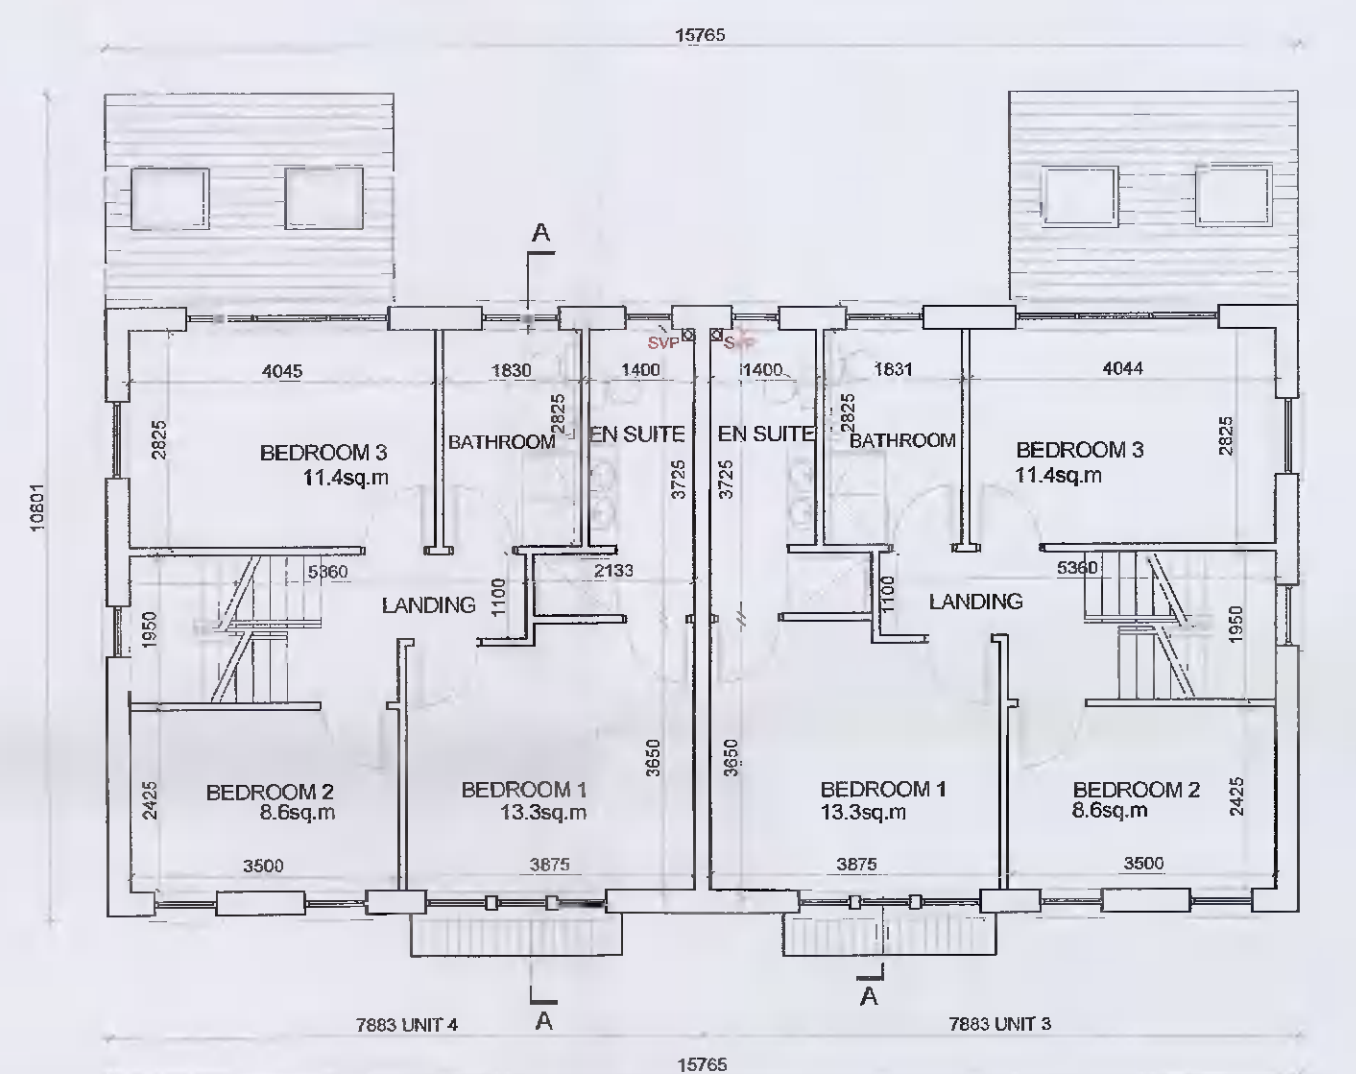 15765
A
SVP
SVP
4045
1830
1400
1400
1831
4044
2825
BEDROOM 3
11.4sq.m
BATHROOM
2825
EN SUITE
3725
EN SUITE
3725
2825
BATHROOM
BEDROOM 3
11.4sq.m
2825
10801
5360
2133
5360
1950
LANDING
1100
1100
LANDING
1950
2425
BEDROOM 2
8.6sq.m
BEDROOM 1
13.3sq.m
3650
3650
BEDROOM 1
13.3sq.m
BEDROOM 2
8.6sq.m
2425
3500
3875
3875
3500
A
A
7883 UNIT 4
7883 UNIT 3
15765